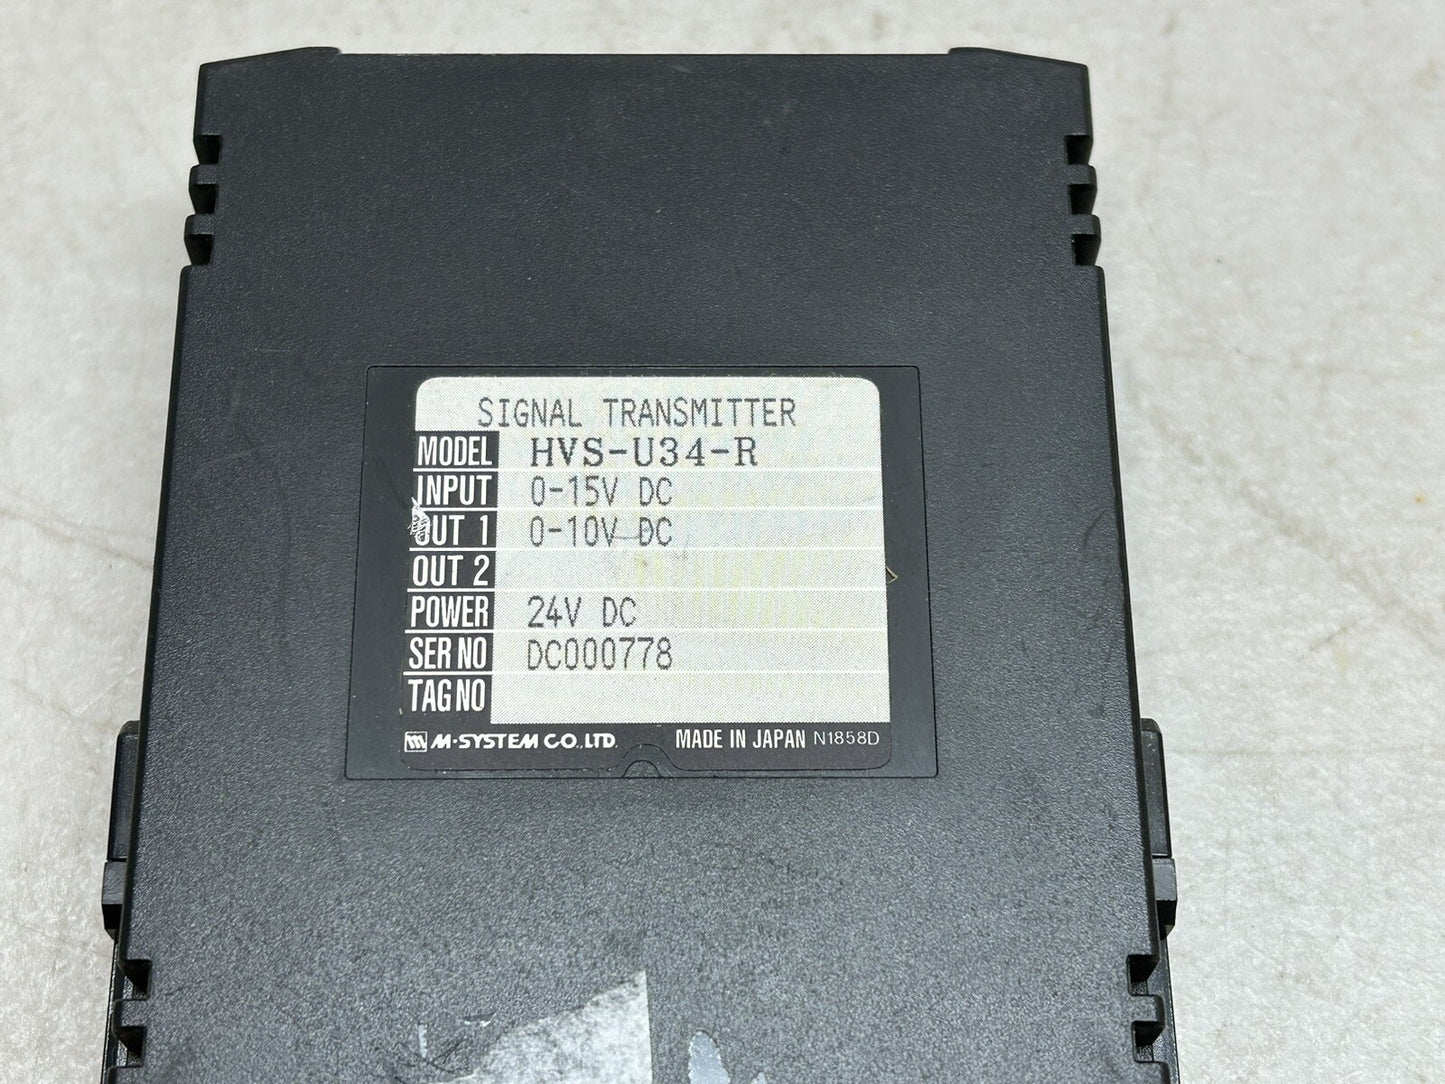 SIGNAL TRANSMITTER
MODEL HVS-U34-R
INPUT 0-15V DC
OUT 1 0-10V DC
OUT 2
POWER 24V DC
SER NO DC000778
TAG NO
M-SYSTEM CO.,LTD. MADE IN JAPAN N1858D